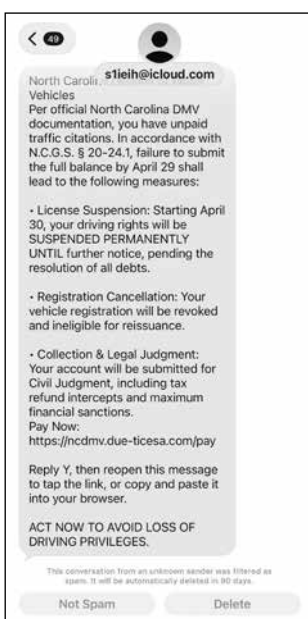 49
s1ieih@icloud.com
North Caroli
Vehicles
Per official North Carolina DMV
documentation, you have unpaid
traffic citations. In accordance with
N.C.G.S. § 20-24.1, failure to submit
the full balance by April 29 shall
lead to the following measures:
• License Suspension: Starting April
30, your driving rights will be
SUSPENDED PERMANENTLY
UNTIL further notice, pending the
resolution of all debts.
• Registration Cancellation: Your
vehicle registration will be revoked
and ineligible for reissuance.
• Collection & Legal Judgment:
Your account will be submitted for
Civil Judgment, including tax
refund intercepts and maximum
financial sanctions.
Pay Now:
https://ncdmv.due-ticesa.com/pay
Reply Y, then reopen this message
to tap the link, or copy and paste it
into your browser.
ACT NOW TO AVOID LOSS OF
DRIVING PRIVILEGES.
This conversation from an unknown sender was filtered as
spam. It will be automatically deleted in 90 days.
Not Spam
Delete